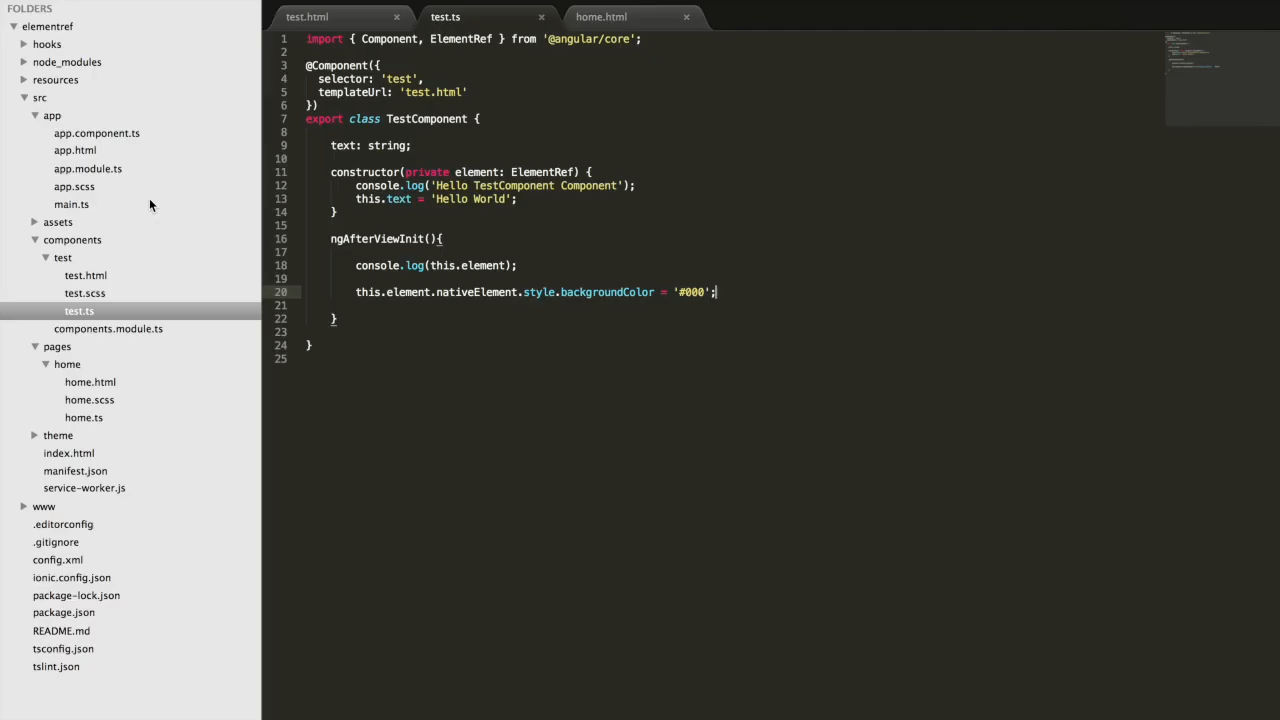 FOLDERS
elementref
hooks
node_modules
resources
src
app
app.component.ts
app.html
app.module.ts
app.scss
main.ts
assets
components
test
test.html
test.scss
test.ts
components.module.ts
pages
home
home.html
home.scss
home.ts
theme
index.html
manifest.json
service-worker.js
www
.editorconfig
.gitignore
config.xml
ionic.config.json
package-lock.json
package.json
README.md
tsconfig.json
tslint.json
test.html × test.ts × home.html ×
1 import { Component, ElementRef } from '@angular/core';
2
3 @Component({
4 selector: 'test',
5 templateUrl: 'test.html'
6 })
7 export class TestComponent {
8
9 text: string;
10
11 constructor(private element: ElementRef) {
12 console.log('Hello TestComponent Component');
13 this.text = 'Hello World';
14 }
15
16 ngAfterViewInit(){
17
18 console.log(this.element);
19
20 this.element.nativeElement.style.backgroundColor = '#000';
21
22 }
23
24 }
25